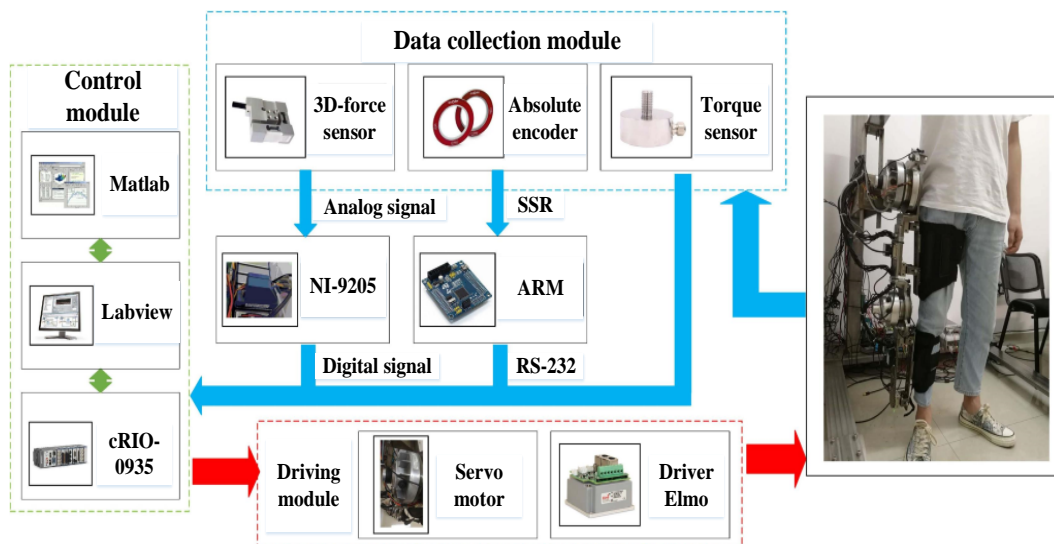 Data collection module
3D-force
sensor
Absolute
encoder
Torque
sensor
Control
module
Matlab
Labview
cRIO-
0935
Analog signal
SSR
NI-9205
ARM
Digital signal
RS-232
Driving
module
Servo
motor
Driver
Elmo